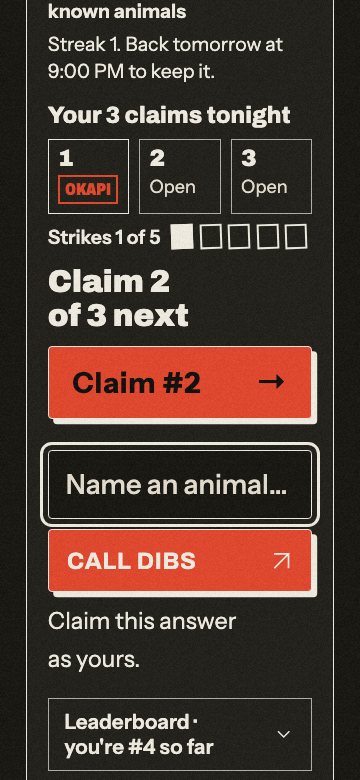 known animals
Streak 1. Back tomorrow at
9:00 PM to keep it.
Your 3 claims tonight
1
OKAPI
2
Open
3
Open
Strikes 1 of 5
Claim 2
of 3 next
Claim #2 →
Name an animal...
CALL DIBS
Claim this answer
as yours.
Leaderboard ·
you're #4 so far